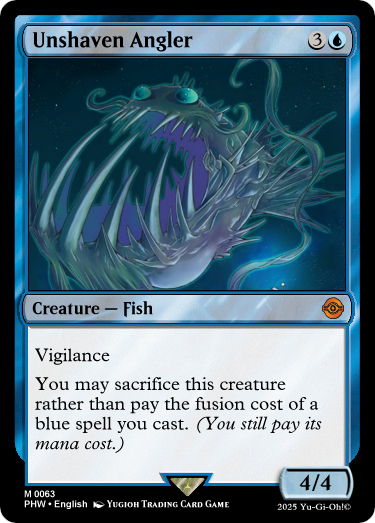 Unshaven Angler 3
Creature — Fish
Vigilance
You may sacrifice this creature
rather than pay the fusion cost of a
blue spell you cast. (You still pay its
mana cost.)
4/4
M 0063
PHW • English Yugioh Trading Card Game
2025 Yu-Gi-Oh!©